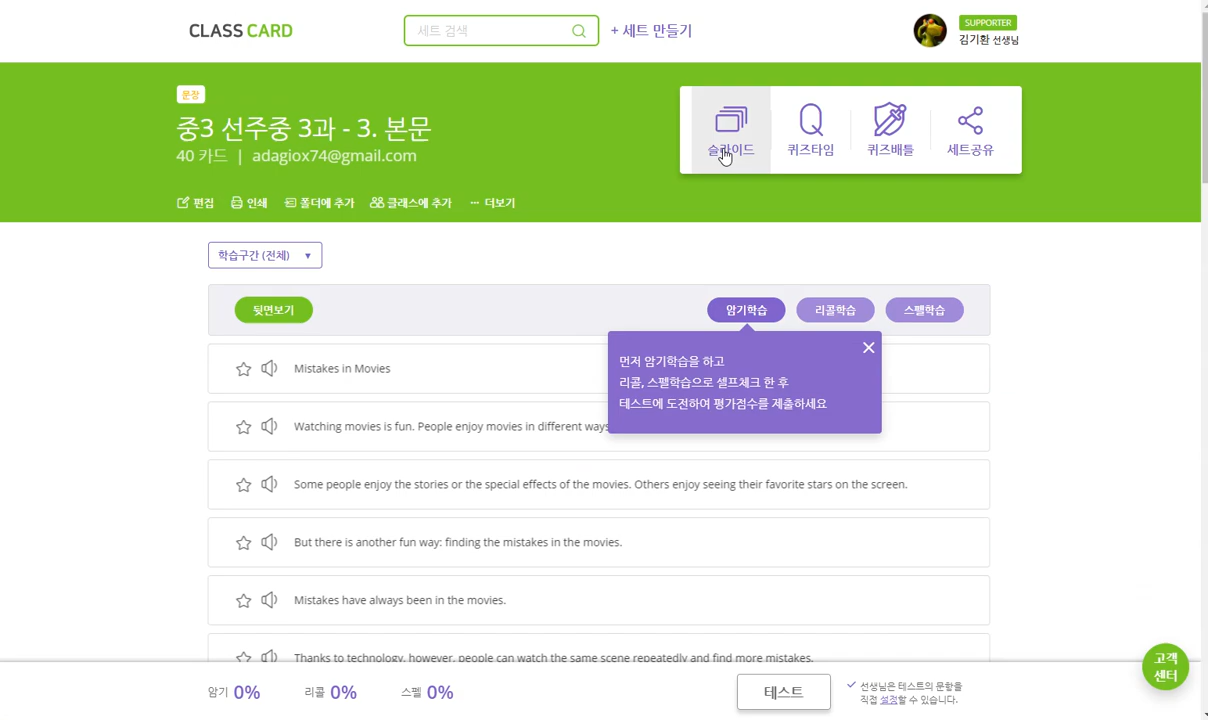 CLASS CARD
세트 검색
+ 세트 만들기
SUPPORTER
김기환 선생님
문장
중3 선주중 3과 - 3. 본문
40 카드 | adagiox74@gmail.com
슬라이드
퀴즈타임
퀴즈배틀
세트공유
편집
인쇄
폴더에 추가
클래스에 추가
··· 더보기
학습구간 (전체) ▼
뒷면보기
암기학습
리콜학습
스펠학습
먼저 암기학습을 하고
리콜, 스펠학습으로 셀프체크 한 후
테스트에 도전하여 평가점수를 제출하세요
Mistakes in Movies
Watching movies is fun. People enjoy movies in different ways
Some people enjoy the stories or the special effects of the movies. Others enjoy seeing their favorite stars on the screen.
But there is another fun way: finding the mistakes in the movies.
Mistakes have always been in the movies.
Thanks to technology, however, people can watch the same scene repeatedly and find more mistakes.
암기 0%
리콜 0%
스펠 0%
테스트
선생님은 테스트의 문항을
직접 설정할 수 있습니다.
고객
센터